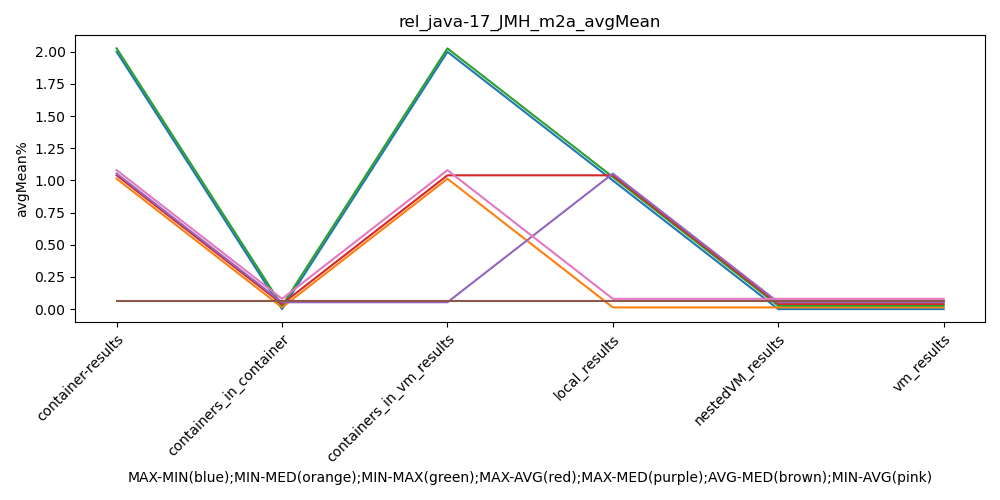 rel_java-17_JMH_m2a_avgMean
avgMean%
2.00
1.75
1.50
1.25
1.00
0.75
0.50
0.25
0.00
container-results
containers_in_container
containers_in_vm_results
local_results
nestedVM_results
vm_results
MAX-MIN(blue);MIN-MED(orange);MIN-MAX(green);MAX-AVG(red);MAX-MED(purple);AVG-MED(brown);MIN-AVG(pink)